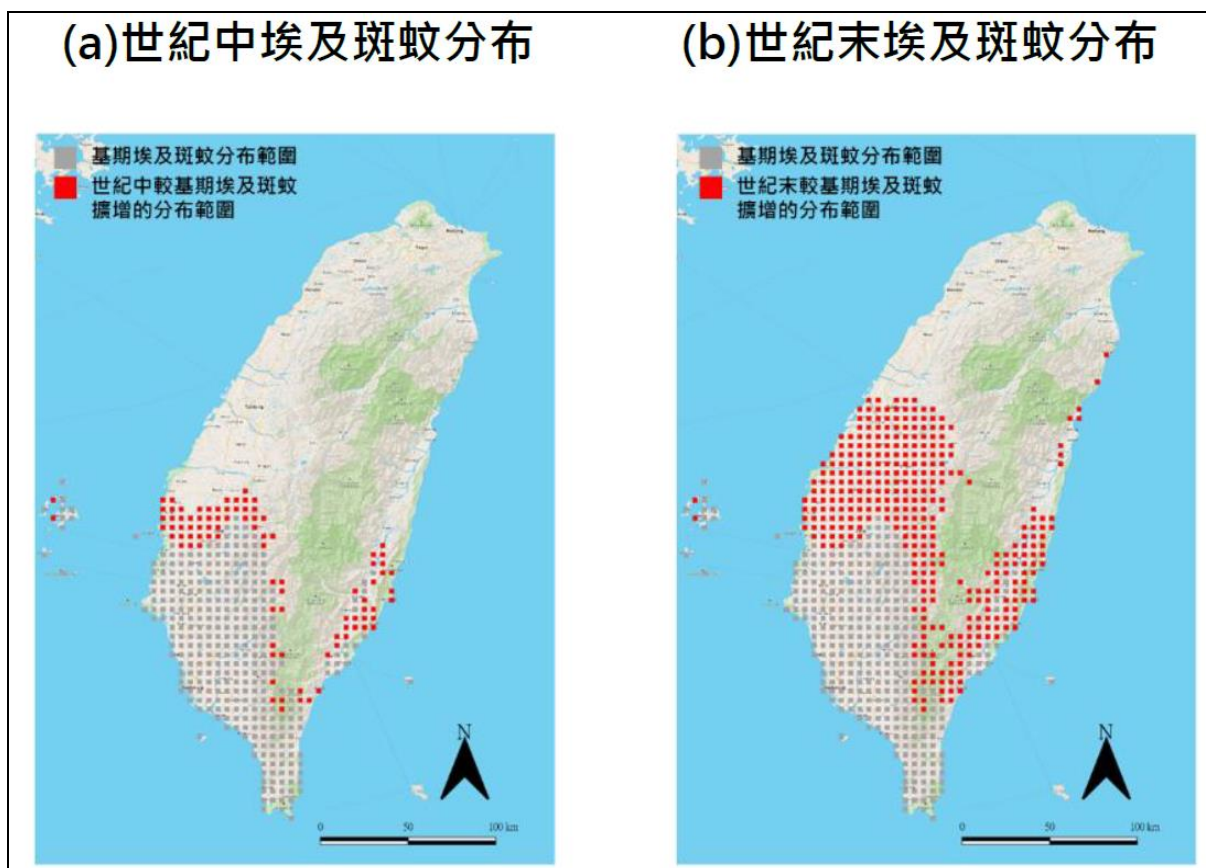 (a)世紀中埃及斑蚊分布
基期埃及斑蚊分布範圍
世紀中較基期埃及斑蚊
擴增的分布範圍
N
0 50 100 km
(b)世紀末埃及斑蚊分布
基期埃及斑蚊分布範圍
世紀末較基期埃及斑蚊
擴增的分布範圍
N
0 50 100 km